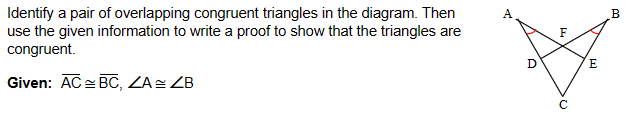 Identify a pair of overlapping congruent triangles in the diagram. Then
use the given information to write a proof to show that the triangles are
congruent.
Given: AC ≅ BC, ∠A ≅ ∠B
A
B
F
D
E
C